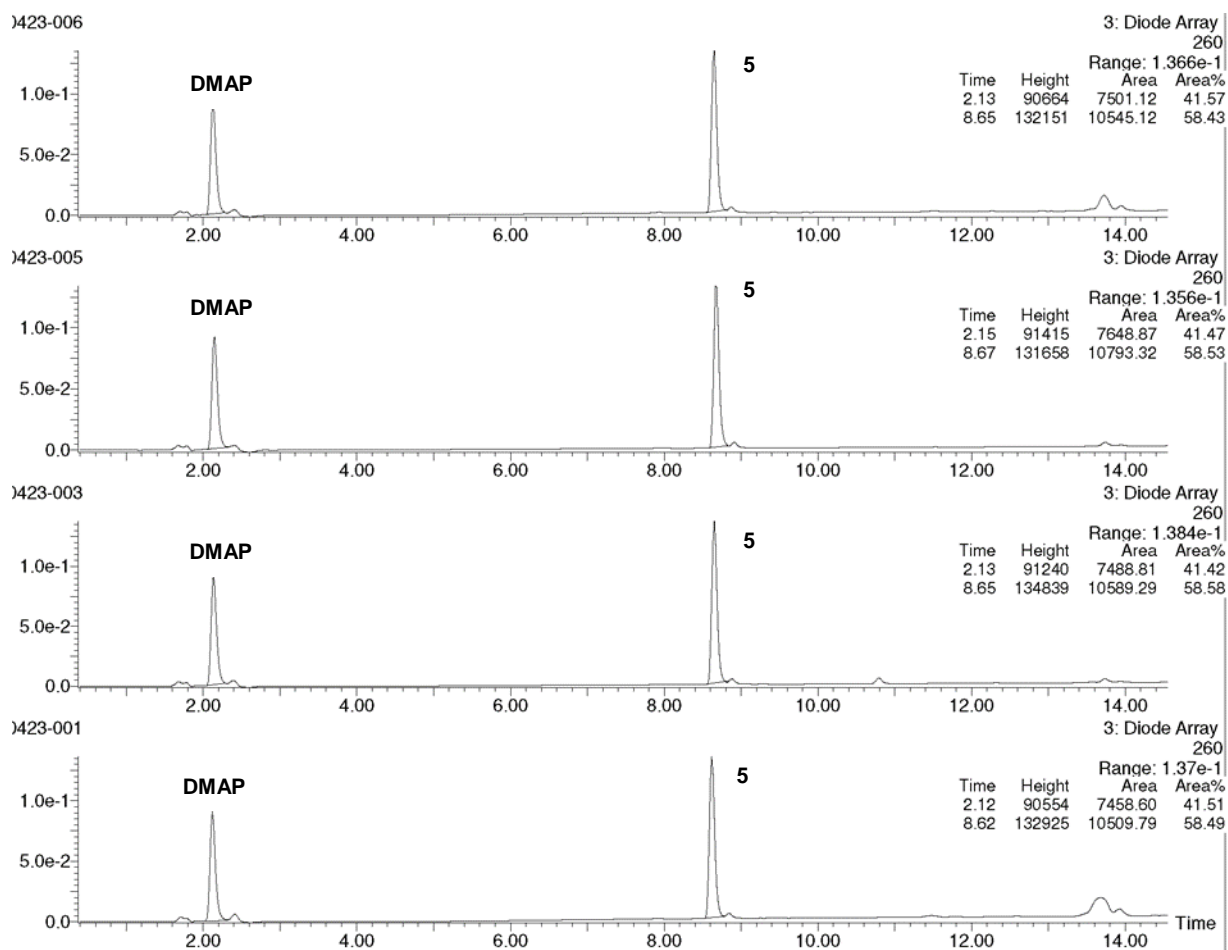 )423-006
3: Diode Array
260
Range: 1.366e-1
Time Height Area Area%
2.13 90664 7501.12 41.57
8.65 132151 10545.12 58.43
DMAP
5
1.0e-1
5.0e-2
0.0
2.00 4.00 6.00 8.00 10.00 12.00 14.00
)423-005
3: Diode Array
260
Range: 1.356e-1
Time Height Area Area%
2.15 91415 7648.87 41.47
8.67 131658 10793.32 58.53
DMAP
5
1.0e-1
5.0e-2
0.0
2.00 4.00 6.00 8.00 10.00 12.00 14.00
)423-003
3: Diode Array
260
Range: 1.384e-1
Time Height Area Area%
2.13 91240 7488.81 41.42
8.65 134839 10589.29 58.58
DMAP
5
1.0e-1
5.0e-2
0.0
2.00 4.00 6.00 8.00 10.00 12.00 14.00
)423-001
3: Diode Array
260
Range: 1.37e-1
Time Height Area Area%
2.12 90554 7458.60 41.51
8.62 132925 10509.79 58.49
DMAP
5
1.0e-1
5.0e-2
0.0
Time
2.00 4.00 6.00 8.00 10.00 12.00 14.00